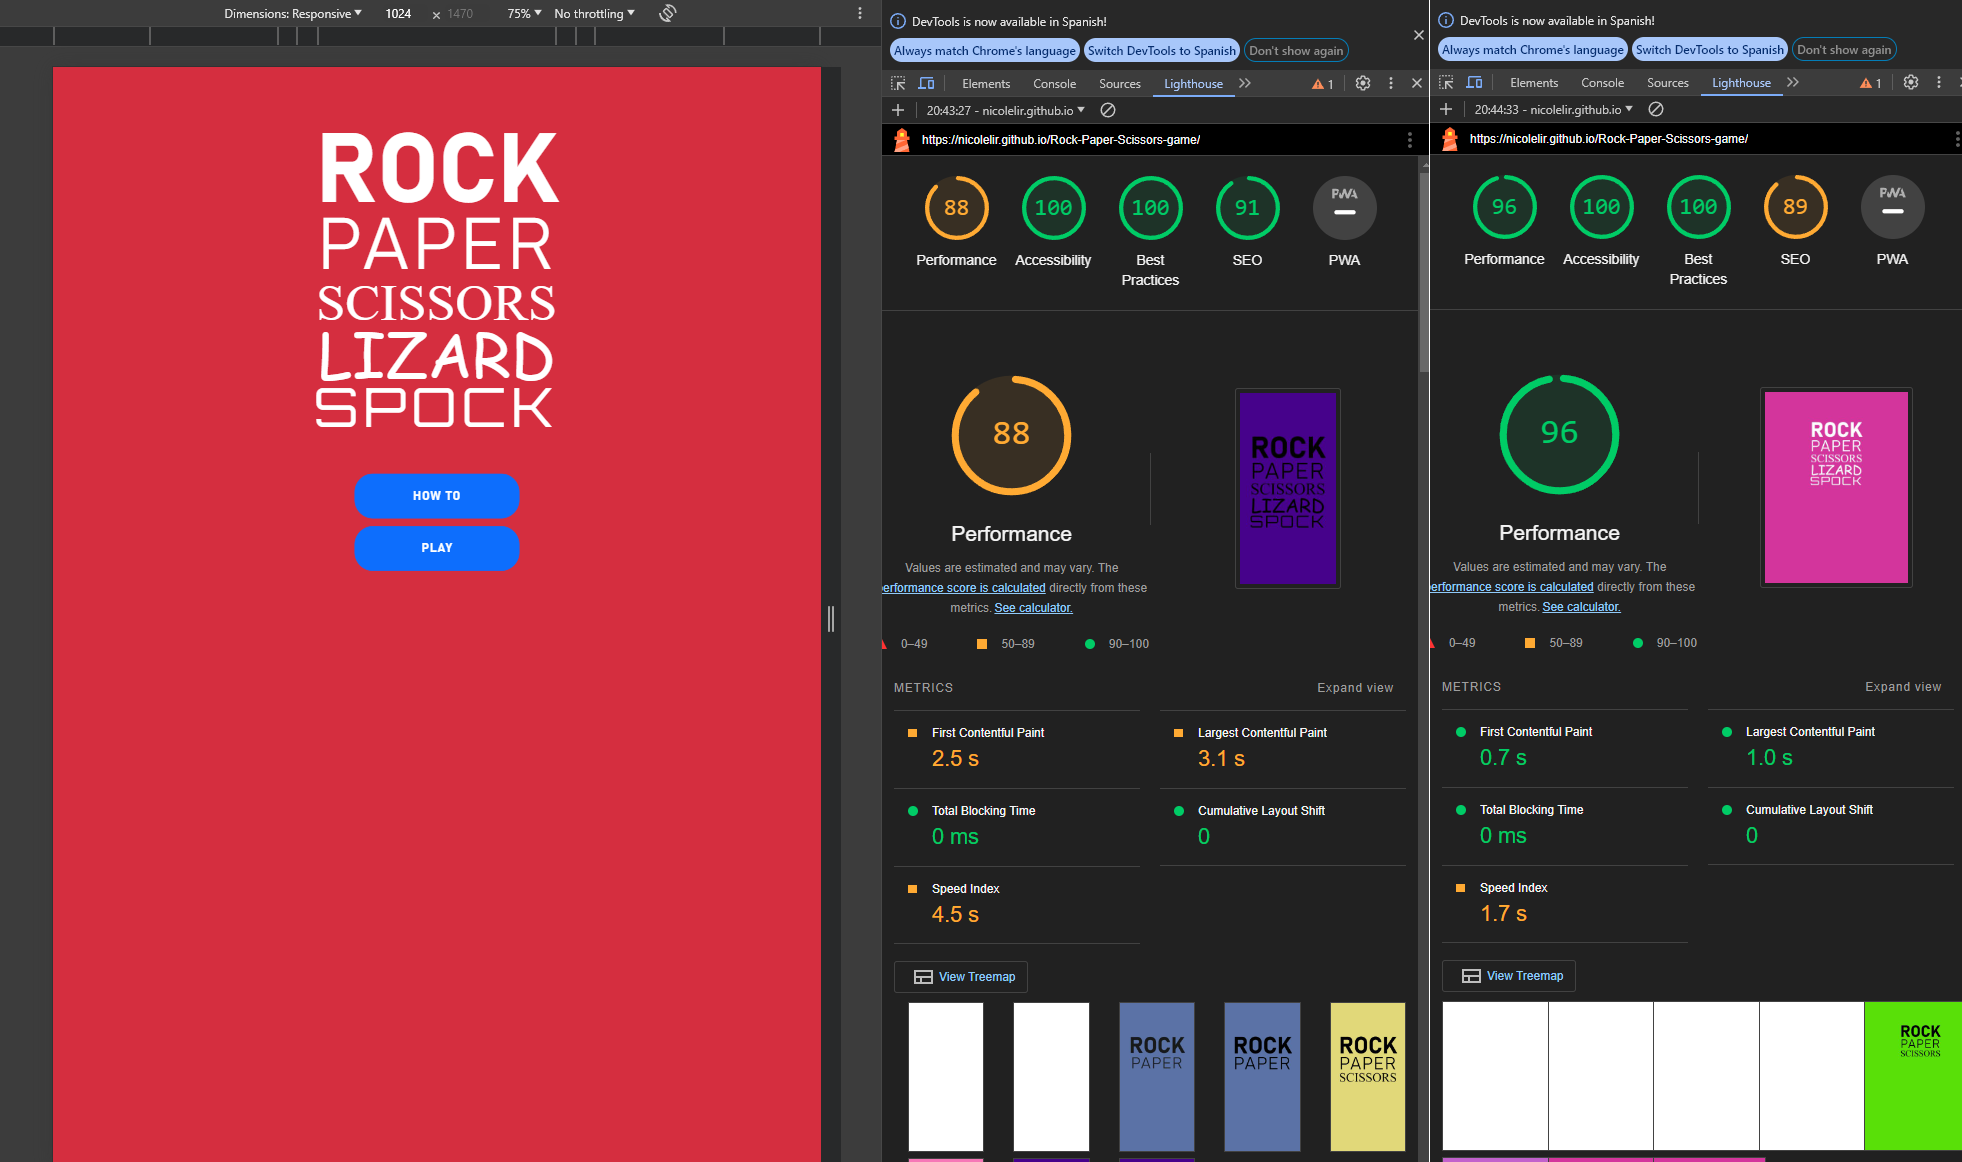 Dimensions: Responsive 1024 × 1470 75% No throttling
ROCK
PAPER
SCISSORS
LIZARD
SPOCK
HOW TO
PLAY
DevTools is now available in Spanish!
Always match Chrome's language Switch DevTools to Spanish Don't show again
Elements Console Sources Lighthouse 1
20:43:27 - nicolelir.github.io
https://nicolelir.github.io/Rock-Paper-Scissors-game/
88 100 100 91 PWA
Performance Accessibility Best Practices SEO PWA
88
ROCK
PAPER
SCISSORS
LIZARD
SPOCK
Performance
Values are estimated and may vary. The
erformance score is calculated directly from these
metrics. See calculator.
0–49 50–89 90–100
METRICS Expand view
First Contentful Paint Largest Contentful Paint
2.5 s 3.1 s
Total Blocking Time Cumulative Layout Shift
0 ms 0
Speed Index
4.5 s
View Treemap
ROCK ROCK ROCK
PAPER PAPER PAPER
SCISSORS
DevTools is now available in Spanish!
Always match Chrome's language Switch DevTools to Spanish Don't show again
Elements Console Sources Lighthouse 1
20:44:33 - nicolelir.github.io
https://nicolelir.github.io/Rock-Paper-Scissors-game/
96 100 100 89 PWA
Performance Accessibility Best Practices SEO PWA
96
ROCK
PAPER
SCISSORS
LIZARD
SPOCK
Performance
Values are estimated and may vary. The
erformance score is calculated directly from these
metrics. See calculator.
0–49 50–89 90–100
METRICS Expand view
First Contentful Paint Largest Contentful Paint
0.7 s 1.0 s
Total Blocking Time Cumulative Layout Shift
0 ms 0
Speed Index
1.7 s
View Treemap
ROCK
PAPER
SCISSORS